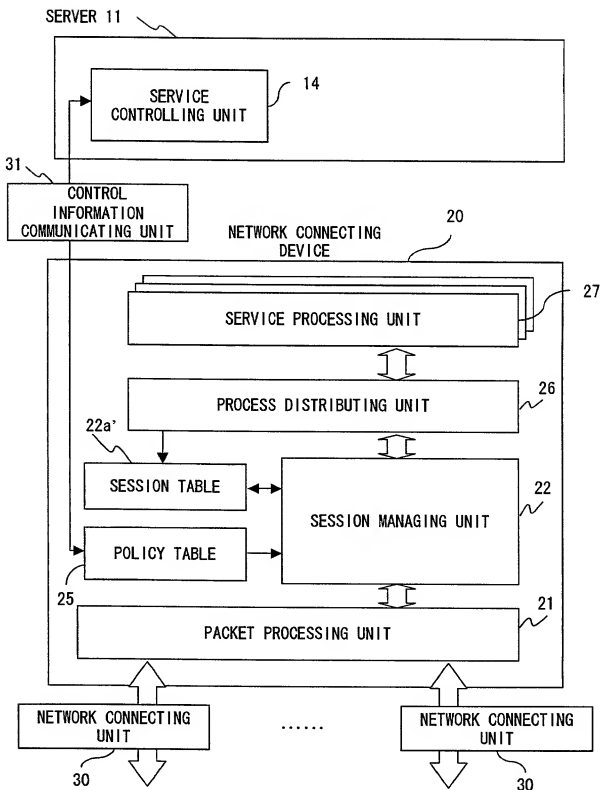 SERVER 11
SERVICE
CONTROLLING UNIT
14
31
CONTROL
INFORMATION
COMMUNICATING UNIT
NETWORK CONNECTING
DEVICE
20
SERVICE PROCESSING UNIT
27
PROCESS DISTRIBUTING UNIT
26
22a'
SESSION TABLE
SESSION MANAGING UNIT
22
POLICY TABLE
25
21
PACKET PROCESSING UNIT
NETWORK CONNECTING
UNIT
30
......
NETWORK CONNECTING
UNIT
30